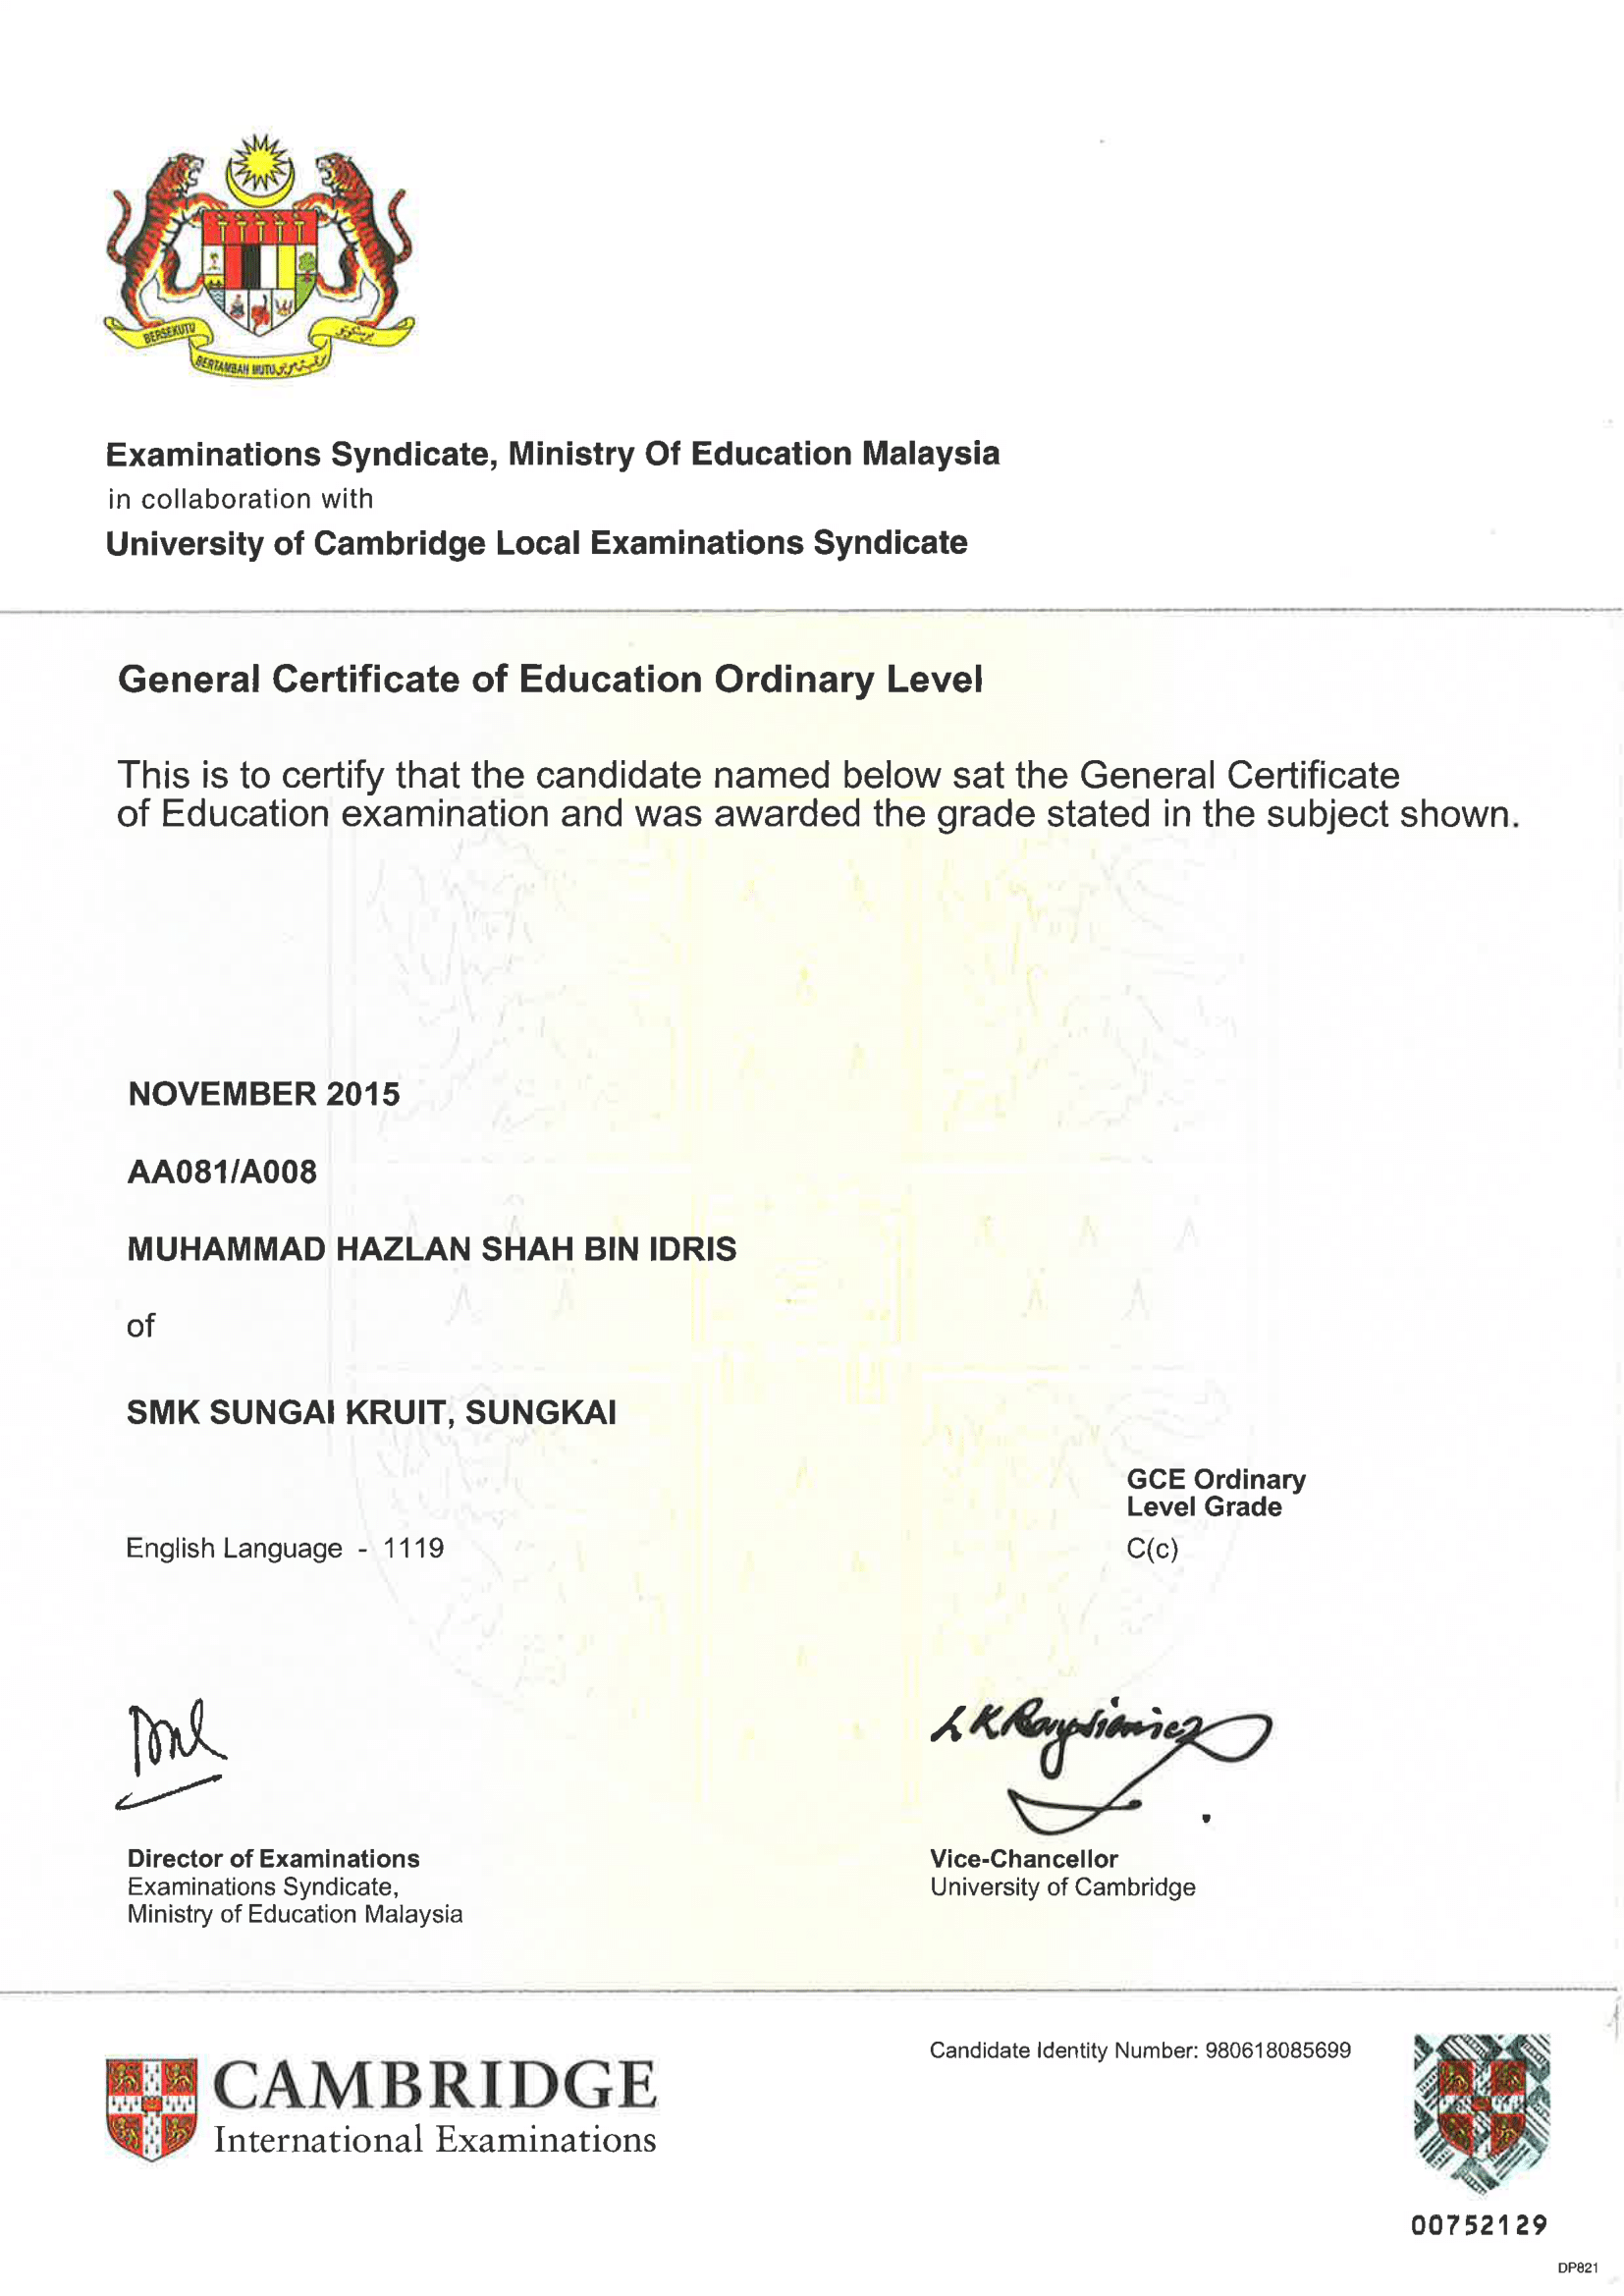 BERSEKUTU
BERTAMBAH MUTU
Examinations Syndicate, Ministry Of Education Malaysia
in collaboration with
University of Cambridge Local Examinations Syndicate
General Certificate of Education Ordinary Level
This is to certify that the candidate named below sat the General Certificate
of Education examination and was awarded the grade stated in the subject shown.
NOVEMBER 2015
AA081/A008
MUHAMMAD HAZLAN SHAH BIN IDRIS
of
SMK SUNGAI KRUIT, SUNGKAI
GCE Ordinary
Level Grade
English Language - 1119 C(c)
Director of Examinations
Examinations Syndicate,
Ministry of Education Malaysia
Vice-Chancellor
University of Cambridge
CAMBRIDGE
International Examinations
Candidate Identity Number: 980618085699
00752129
DP821